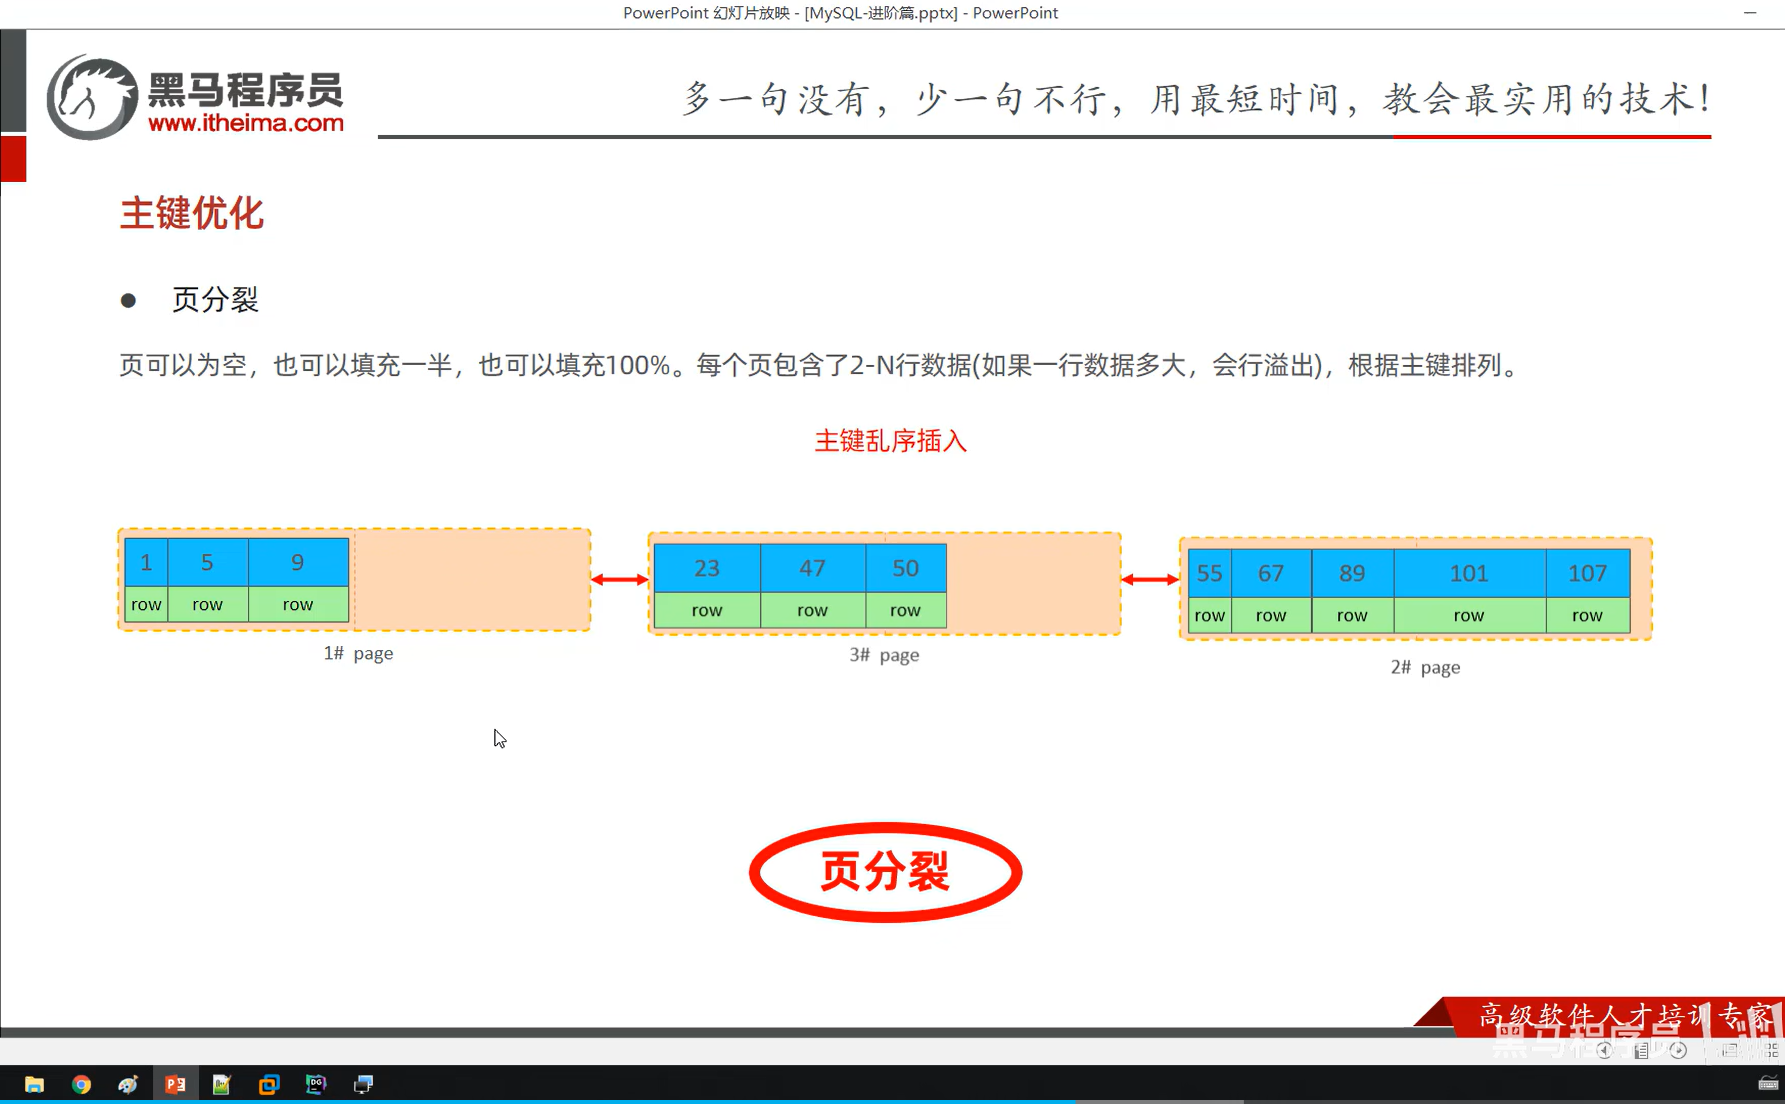 PowerPoint 幻灯片放映 - [MySQL-进阶篇.pptx] - PowerPoint
黑马程序员
www.itheima.com
多一句没有，少一句不行，用最短时间，教会最实用的技术！
主键优化
● 页分裂
页可以为空，也可以填充一半，也可以填充100%。每个页包含了2-N行数据(如果一行数据多大，会行溢出)，根据主键排列。
主键乱序插入
1 5 9
row row row
1# page
23 47 50
row row row
3# page
55 67 89 101 107
row row row row row
2# page
页分裂
高级软件人才培训专家
黑马程序员